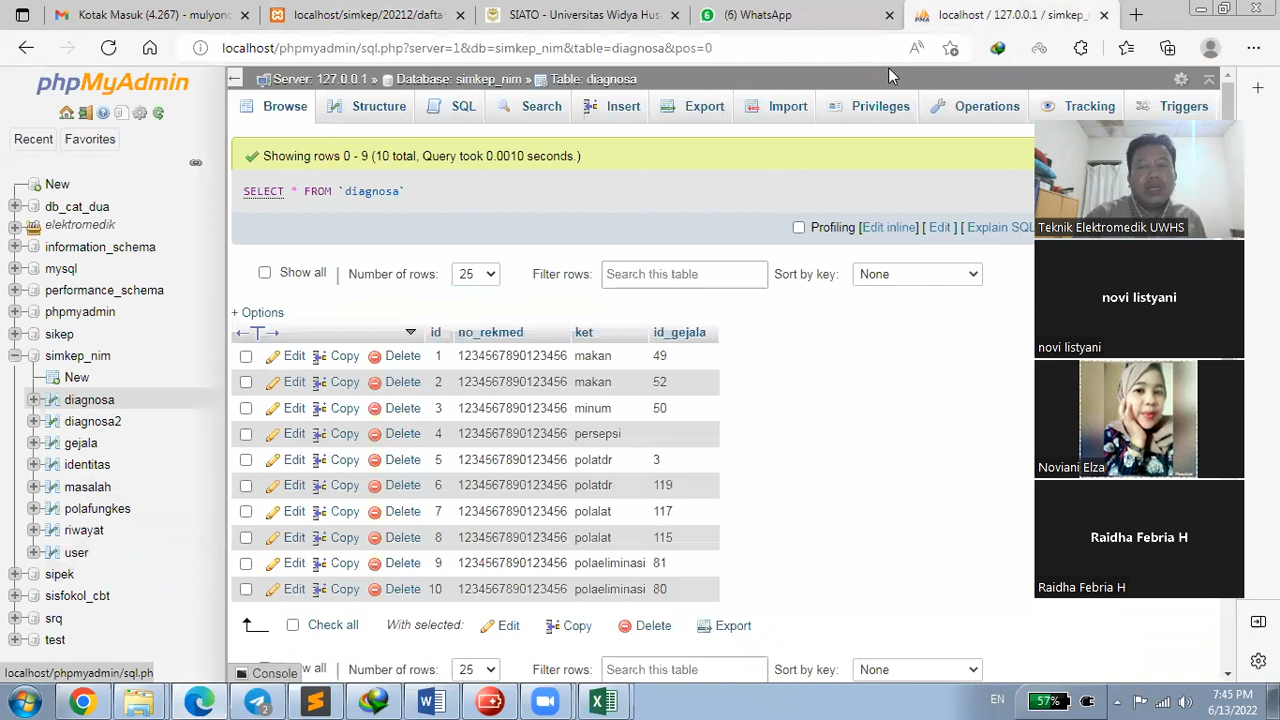 Kotak Masuk (4.267) - mulyon
localhost/simkep/20212/dafta
SIATO - Universitas Widya Hus
(6) WhatsApp
localhost / 127.0.0.1 / simkep_
localhost/phpmyadmin/sql.php?server=1&db=simkep_nim&table=diagnosa&pos=0
phpMyAdmin
Recent
Favorites
New
db_cat_dua
elektromedik
information_schema
mysql
performance_schema
phpmyadmin
sikep
simkep_nim
New
diagnosa
diagnosa2
gejala
identitas
masalah
polafungkes
riwayat
user
sipek
sisfokol_cbt
srq
test
localhost/phpmyadmin/sql.ph
Server: 127.0.0.1 » Database: simkep_nim » Table: diagnosa
Browse Structure SQL Search Insert Export Import Privileges Operations Tracking Triggers
Showing rows 0 - 9 (10 total, Query took 0.0010 seconds.)
SELECT * FROM `diagnosa`
Profiling [Edit inline] [ Edit ] [ Explain SQL
Show all Number of rows: 25 Filter rows: Search this table Sort by key: None
+ Options
id no_rekmed ket id_gejala
Edit Copy Delete 1 1234567890123456 makan 49
Edit Copy Delete 2 1234567890123456 makan 52
Edit Copy Delete 3 1234567890123456 minum 50
Edit Copy Delete 4 1234567890123456 persepsi
Edit Copy Delete 5 1234567890123456 polatdr 3
Edit Copy Delete 6 1234567890123456 polatdr 119
Edit Copy Delete 7 1234567890123456 polalat 117
Edit Copy Delete 8 1234567890123456 polalat 115
Edit Copy Delete 9 1234567890123456 polaeliminasi 81
Edit Copy Delete 10 1234567890123456 polaeliminasi 80
Check all With selected: Edit Copy Delete Export
Number of rows: 25 Filter rows: Search this table Sort by key: None
Console
Teknik Elektromedik UWHS
novi listyani
novi listyani
Noviani Elza
Raidha Febria H
Raidha Febria H
EN
57%
7:45 PM
6/13/2022